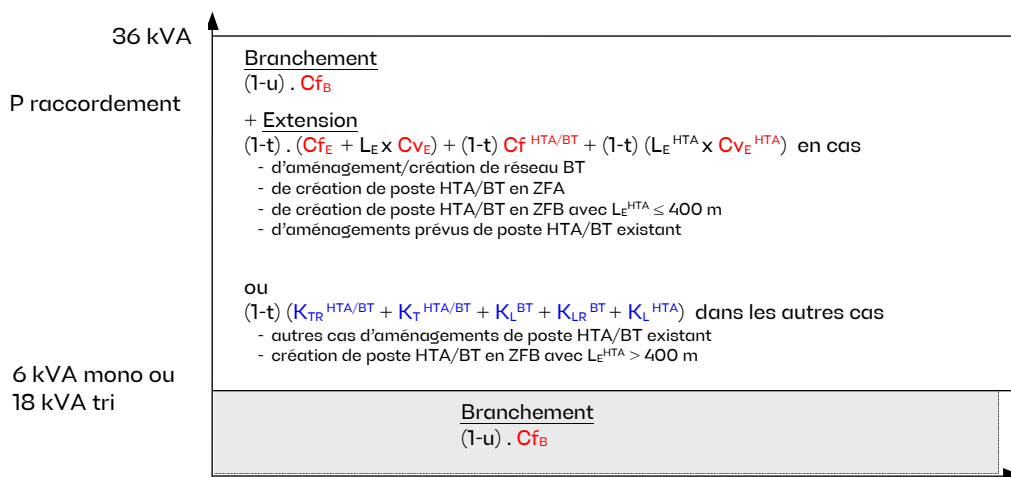 36 kVA
P raccordement
Branchement
(1-u) . CfB
+ Extension
(1-t) . (CfE + LE x CvE) + (1-t) Cf HTA/BT + (1-t) (LE HTA x CvE HTA) en cas
- d'aménagement/création de réseau BT
- de création de poste HTA/BT en ZFA
- de création de poste HTA/BT en ZFB avec LE HTA ≤ 400 m
- d'aménagements prévus de poste HTA/BT existant
ou
(1-t) (KTR HTA/BT + KT HTA/BT + KL BT + KLR BT + KL HTA) dans les autres cas
- autres cas d'aménagements de poste HTA/BT existant
- création de poste HTA/BT en ZFB avec LE HTA > 400 m
6 kVA mono ou
18 kVA tri
Branchement
(1-u) . CfB